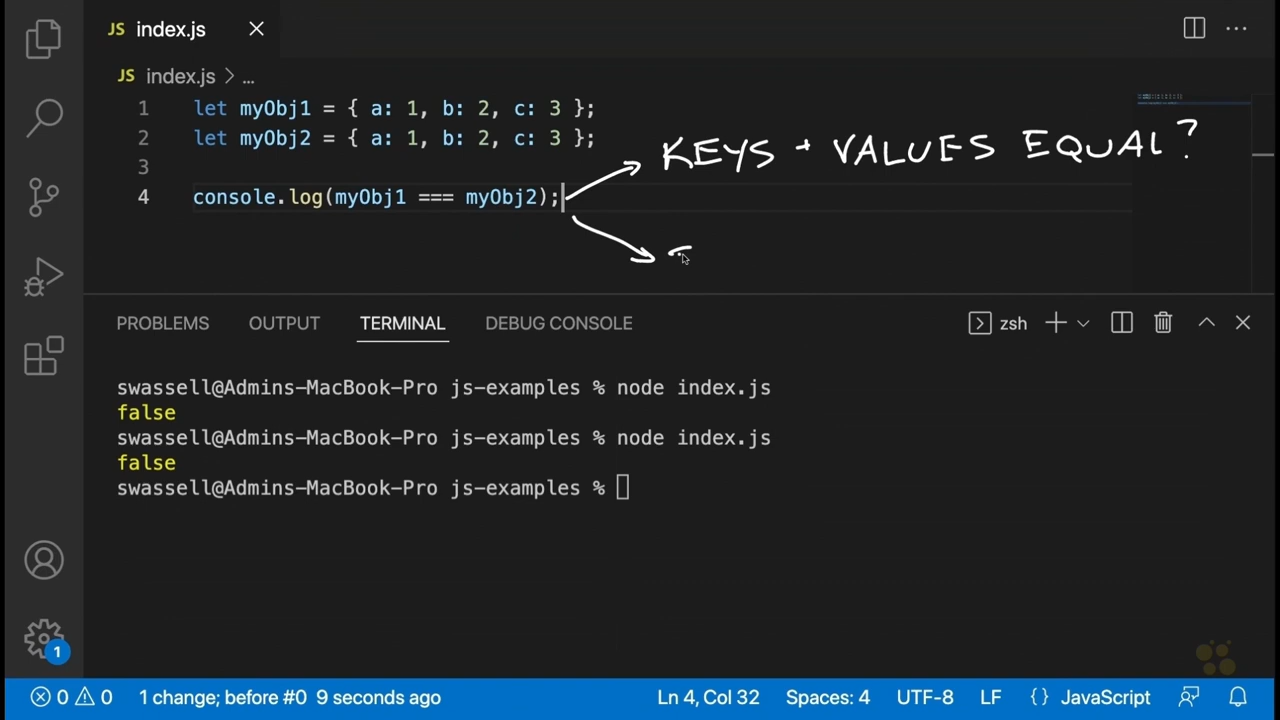 JS index.js
JS index.js > ...
1 let myObj1 = { a: 1, b: 2, c: 3 };
2 let myObj2 = { a: 1, b: 2, c: 3 };
3
4 console.log(myObj1 === myObj2);
KEYS + VALUES EQUAL?
PROBLEMS OUTPUT TERMINAL DEBUG CONSOLE zsh
swassell@Admins-MacBook-Pro js-examples % node index.js
false
swassell@Admins-MacBook-Pro js-examples % node index.js
false
swassell@Admins-MacBook-Pro js-examples %
1
0 0 1 change; before #0 9 seconds ago Ln 4, Col 32 Spaces: 4 UTF-8 LF {} JavaScript